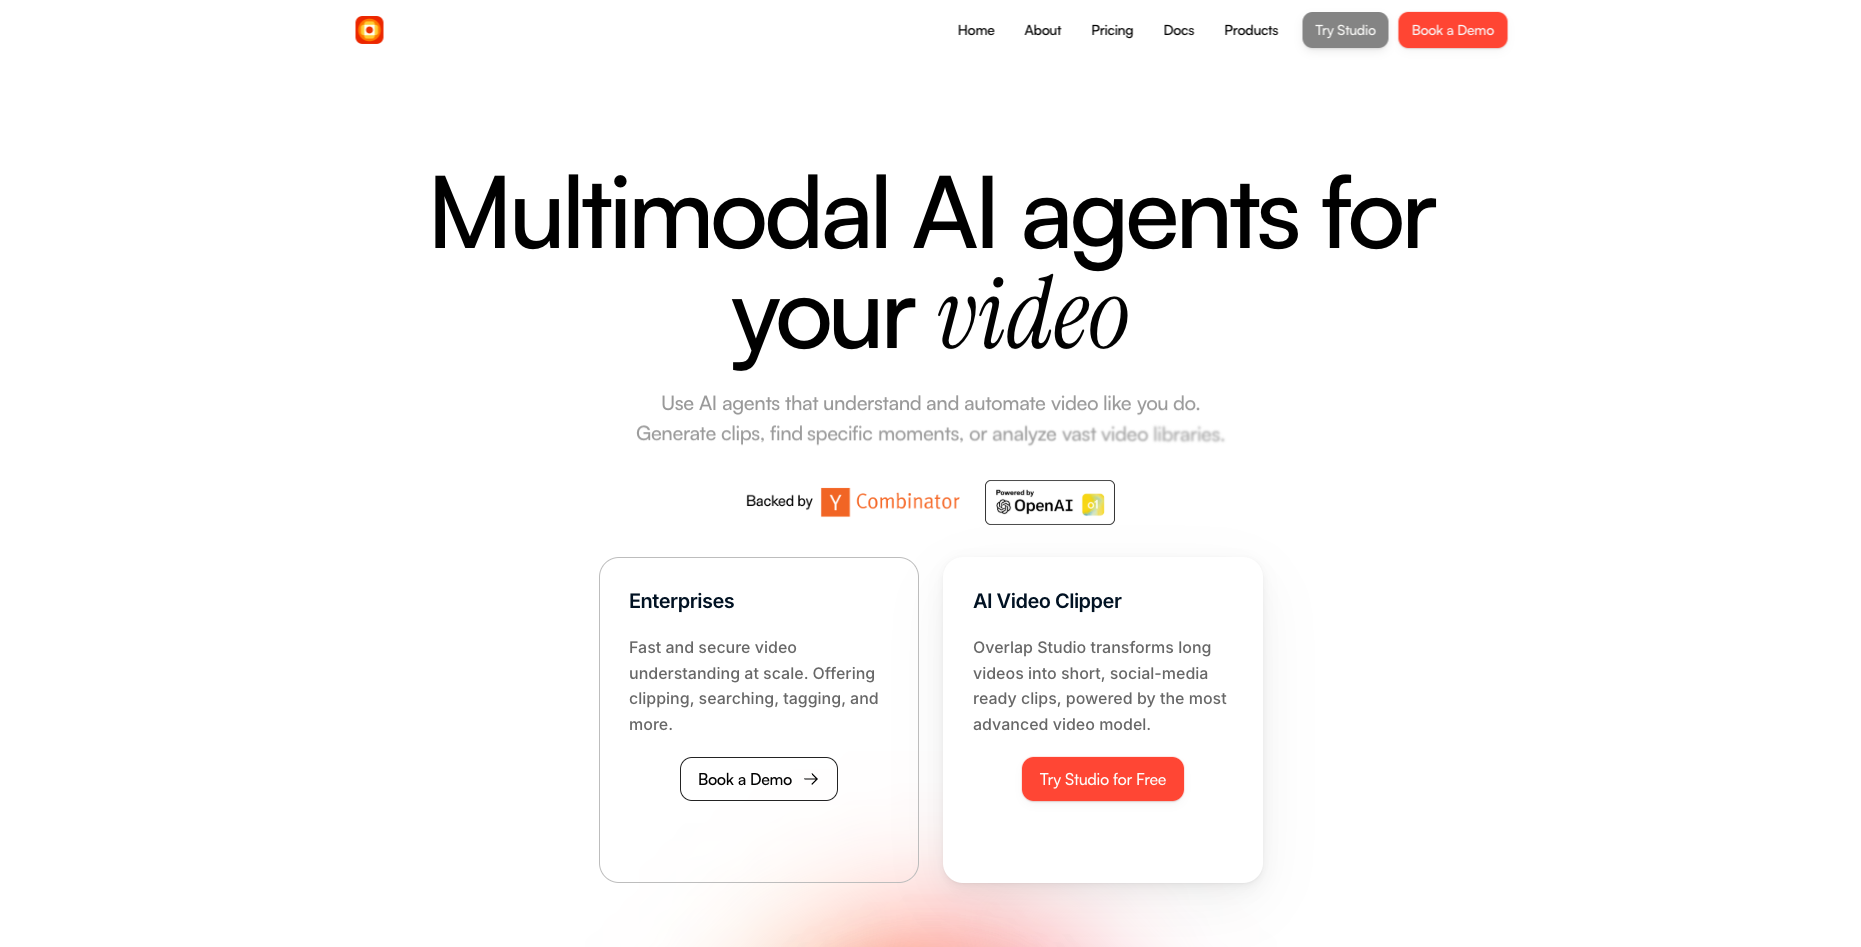 Home About Pricing Docs Products Try Studio Book a Demo
Multimodal AI agents for
your video
Use AI agents that understand and automate video like you do.
Generate clips, find specific moments, or analyze vast video libraries.
Backed by Y Combinator
Powered by
OpenAI o1
Enterprises
Fast and secure video
understanding at scale. Offering
clipping, searching, tagging, and
more.
Book a Demo →
AI Video Clipper
Overlap Studio transforms long
videos into short, social-media
ready clips, powered by the most
advanced video model.
Try Studio for Free